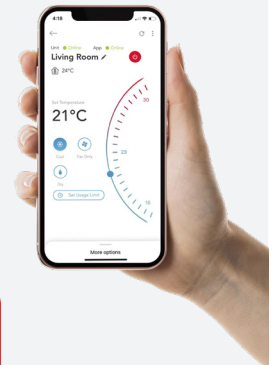 4:18
Unit Online App Online
Living Room
24°C
30
Set Temperature
21°C
23
Cool Fan Only
Dry
16
Set Usage Limit
More options